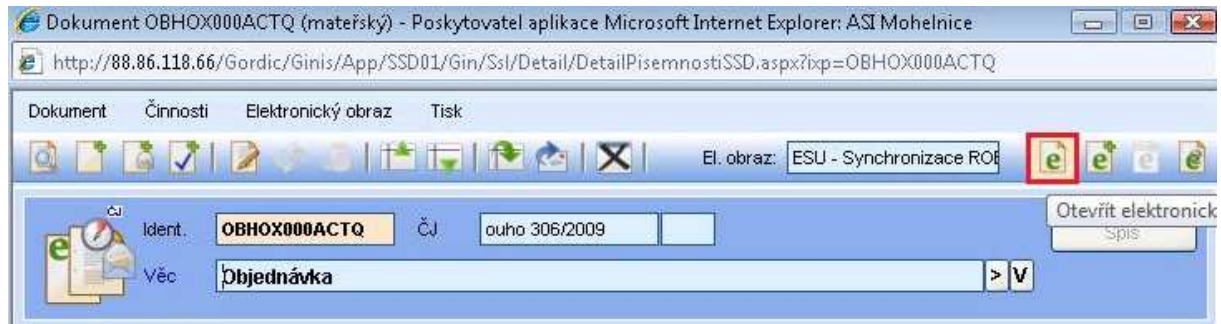 Dokument OBHOX000ACTQ (mateřský) - Poskytovatel aplikace Microsoft Internet Explorer: ASI Mohelnice
http://88.86.118.66/Gordic/Ginis/App/SSD01/Gin/Ssl/Detail/DetailPisemnostiSSD.aspx?ixp=OBHOX000ACTQ
Dokument Činnosti Elektronický obraz Tisk
El. obraz: ESU - Synchronizace ROB
Otevřít elektronick
ČJ
Ident. OBHOX000ACTQ ČJ ouho 306/2009 Spis
Věc Objednávka > V